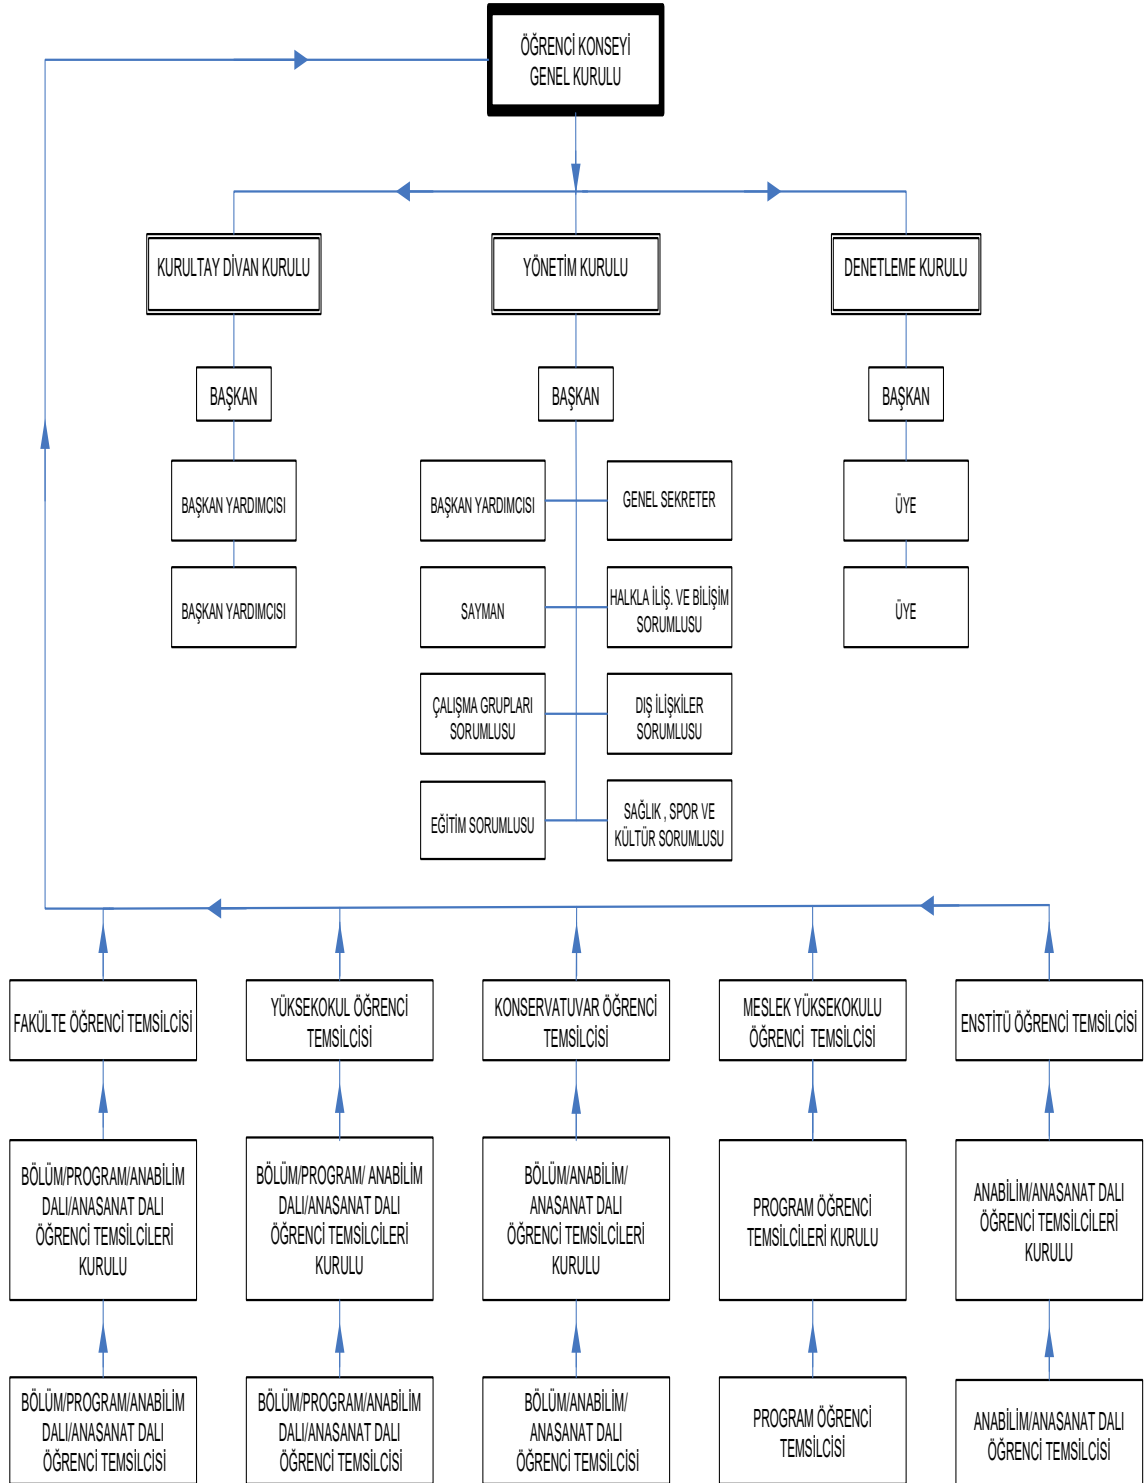 ÖĞRENCİ KONSEYİ
GENEL KURULU
KURULTAY DİVAN KURULU
YÖNETİM KURULU
DENETLEME KURULU
BAŞKAN
BAŞKAN
BAŞKAN
BAŞKAN YARDIMCISI
BAŞKAN YARDIMCISI
GENEL SEKRETER
ÜYE
BAŞKAN YARDIMCISI
SAYMAN
HALKLA İLİŞ. VE BİLİŞİM
SORUMLUSU
ÜYE
ÇALIŞMA GRUPLARI
SORUMLUSU
DIŞ İLİŞKİLER
SORUMLUSU
EĞİTİM SORUMLUSU
SAĞLIK , SPOR VE
KÜLTÜR SORUMLUSU
FAKÜLTE ÖĞRENCİ TEMSİLCİSİ
YÜKSEKOKUL ÖĞRENCİ
TEMSİLCİSİ
KONSERVATUVAR ÖĞRENCİ
TEMSİLCİSİ
MESLEK YÜKSEKOKULU
ÖĞRENCİ TEMSİLCİSİ
ENSTİTÜ ÖĞRENCİ TEMSİLCİSİ
BÖLÜM/PROGRAM/ANABİLİM
DALI/ANASANAT DALI
ÖĞRENCİ TEMSİLCİLERİ
KURULU
BÖLÜM/PROGRAM/ ANABİLİM
DALI/ANASANAT DALI
ÖĞRENCİ TEMSİLCİLERİ
KURULU
BÖLÜM/ANABİLİM/
ANASANAT DALI
ÖĞRENCİ TEMSİLCİLERİ
KURULU
PROGRAM ÖĞRENCİ
TEMSİLCİLERİ KURULU
ANABİLİM/ANASANAT DALI
ÖĞRENCİ TEMSİLCİLERİ
KURULU
BÖLÜM/PROGRAM/ANABİLİM
DALI/ANASANAT DALI
ÖĞRENCİ TEMSİLCİSİ
BÖLÜM/PROGRAM/ANABİLİM
DALI/ANASANAT DALI
ÖĞRENCİ TEMSİLCİSİ
BÖLÜM/ANABİLİM/
ANASANAT DALI
ÖĞRENCİ TEMSİLCİSİ
PROGRAM ÖĞRENCİ
TEMSİLCİSİ
ANABİLİM/ANASANAT DALI
ÖĞRENCİ TEMSİLCİSİ